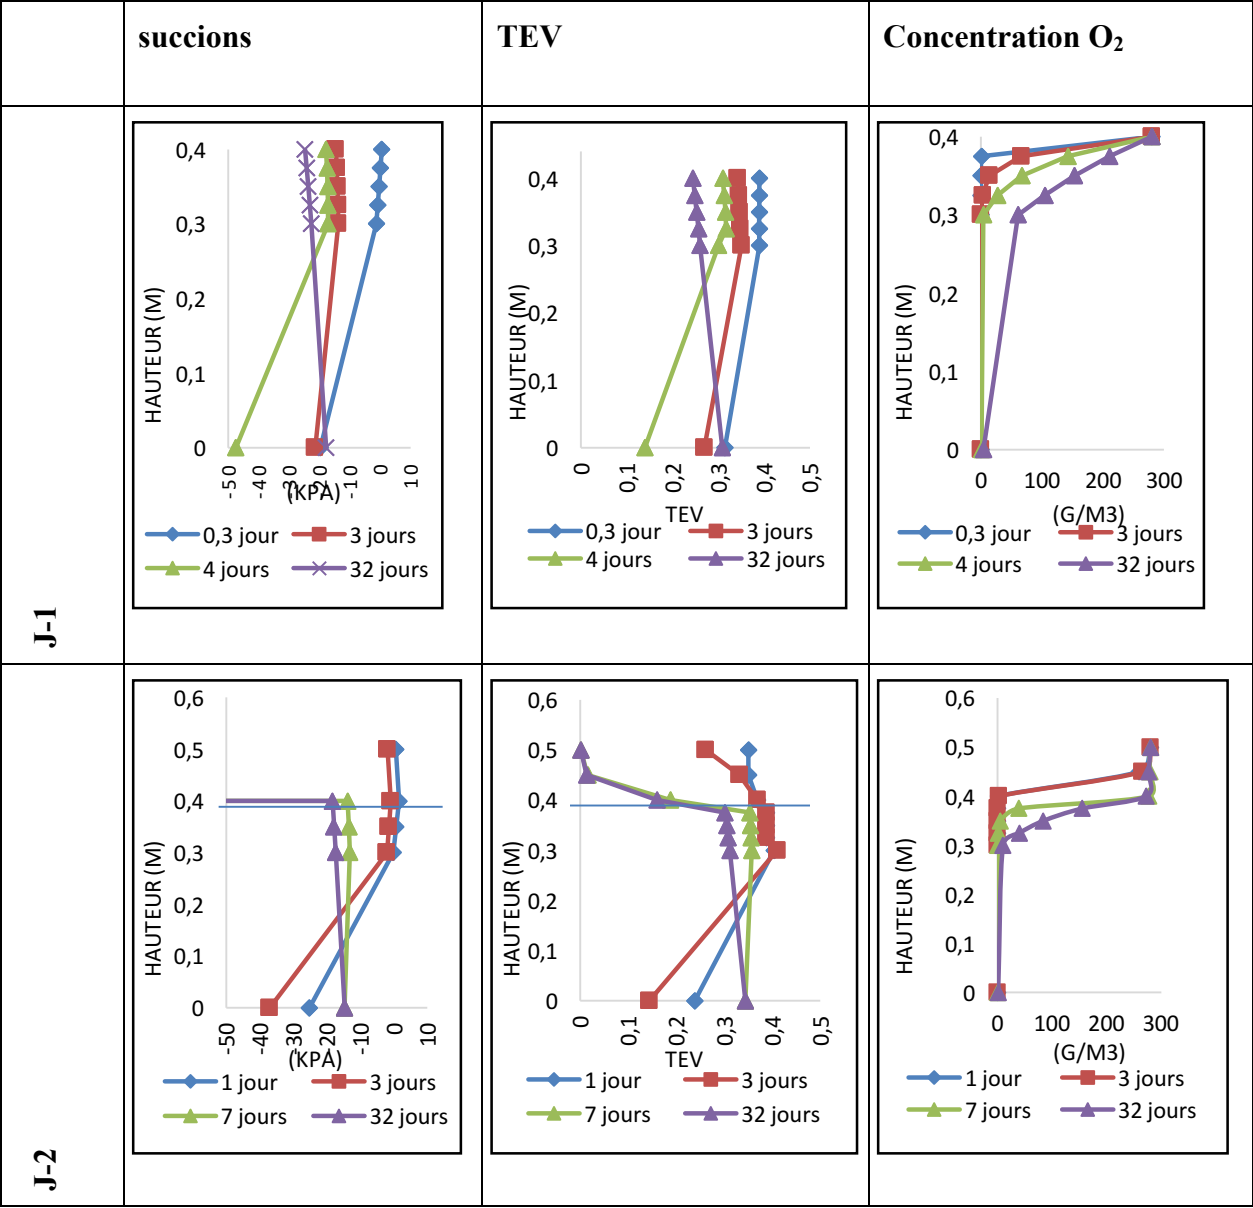 succions
TEV
Concentration O₂
J-1
0,4
0,3
0,2
0,1
0
HAUTEUR (M)
-50 -40 -30 -20 -10 0 10
(KPA)
0,3 jour 3 jours
4 jours 32 jours
0,4
0,3
0,2
0,1
0
HAUTEUR (M)
0 0,1 0,2 0,3 0,4 0,5
TEV
0,3 jour 3 jours
4 jours 32 jours
0,4
0,3
0,2
0,1
0
HAUTEUR (M)
0 100 200 300
(G/M3)
0,3 jour 3 jours
4 jours 32 jours
J-2
0,6
0,5
0,4
0,3
0,2
0,1
0
HAUTEUR (M)
-50 -40 -30 -20 -10 0 10
(KPA)
1 jour 3 jours
7 jours 32 jours
0,6
0,5
0,4
0,3
0,2
0,1
0
HAUTEUR (M)
0 0,1 0,2 0,3 0,4 0,5
TEV
1 jour 3 jours
7 jours 32 jours
0,6
0,5
0,4
0,3
0,2
0,1
0
HAUTEUR (M)
0 100 200 300
(G/M3)
1 jour 3 jours
7 jours 32 jours